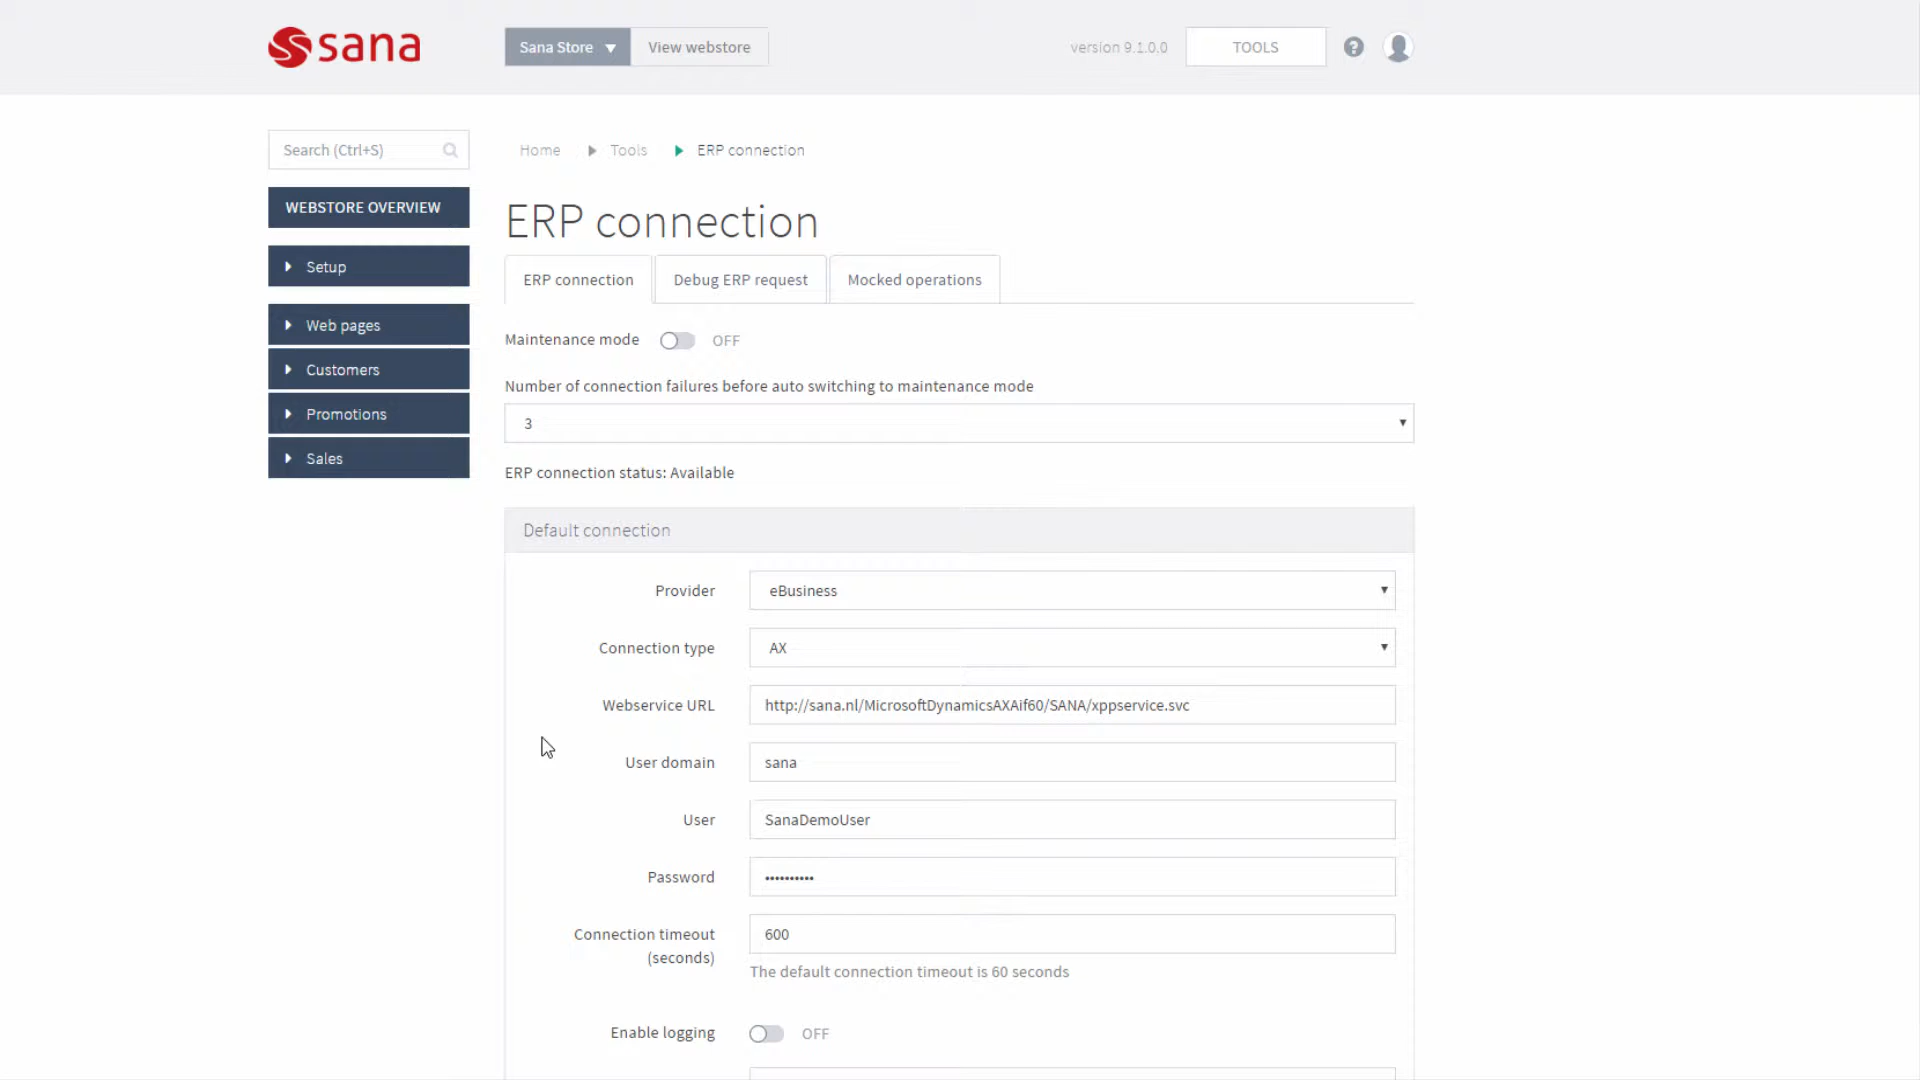 sana
Sana Store
View webstore
version 9.1.0.0
TOOLS
?
Search (Ctrl+S)
Home
Tools
ERP connection
WEBSTORE OVERVIEW
Setup
Web pages
Customers
Promotions
Sales
ERP connection
ERP connection
Debug ERP request
Mocked operations
Maintenance mode
OFF
Number of connection failures before auto switching to maintenance mode
3
ERP connection status: Available
Default connection
Provider
eBusiness
Connection type
AX
Webservice URL
http://sana.nl/MicrosoftDynamicsAXAif60/SANA/xppservice.svc
User domain
sana
User
SanaDemoUser
Password
••••••••••
Connection timeout
(seconds)
600
The default connection timeout is 60 seconds
Enable logging
OFF